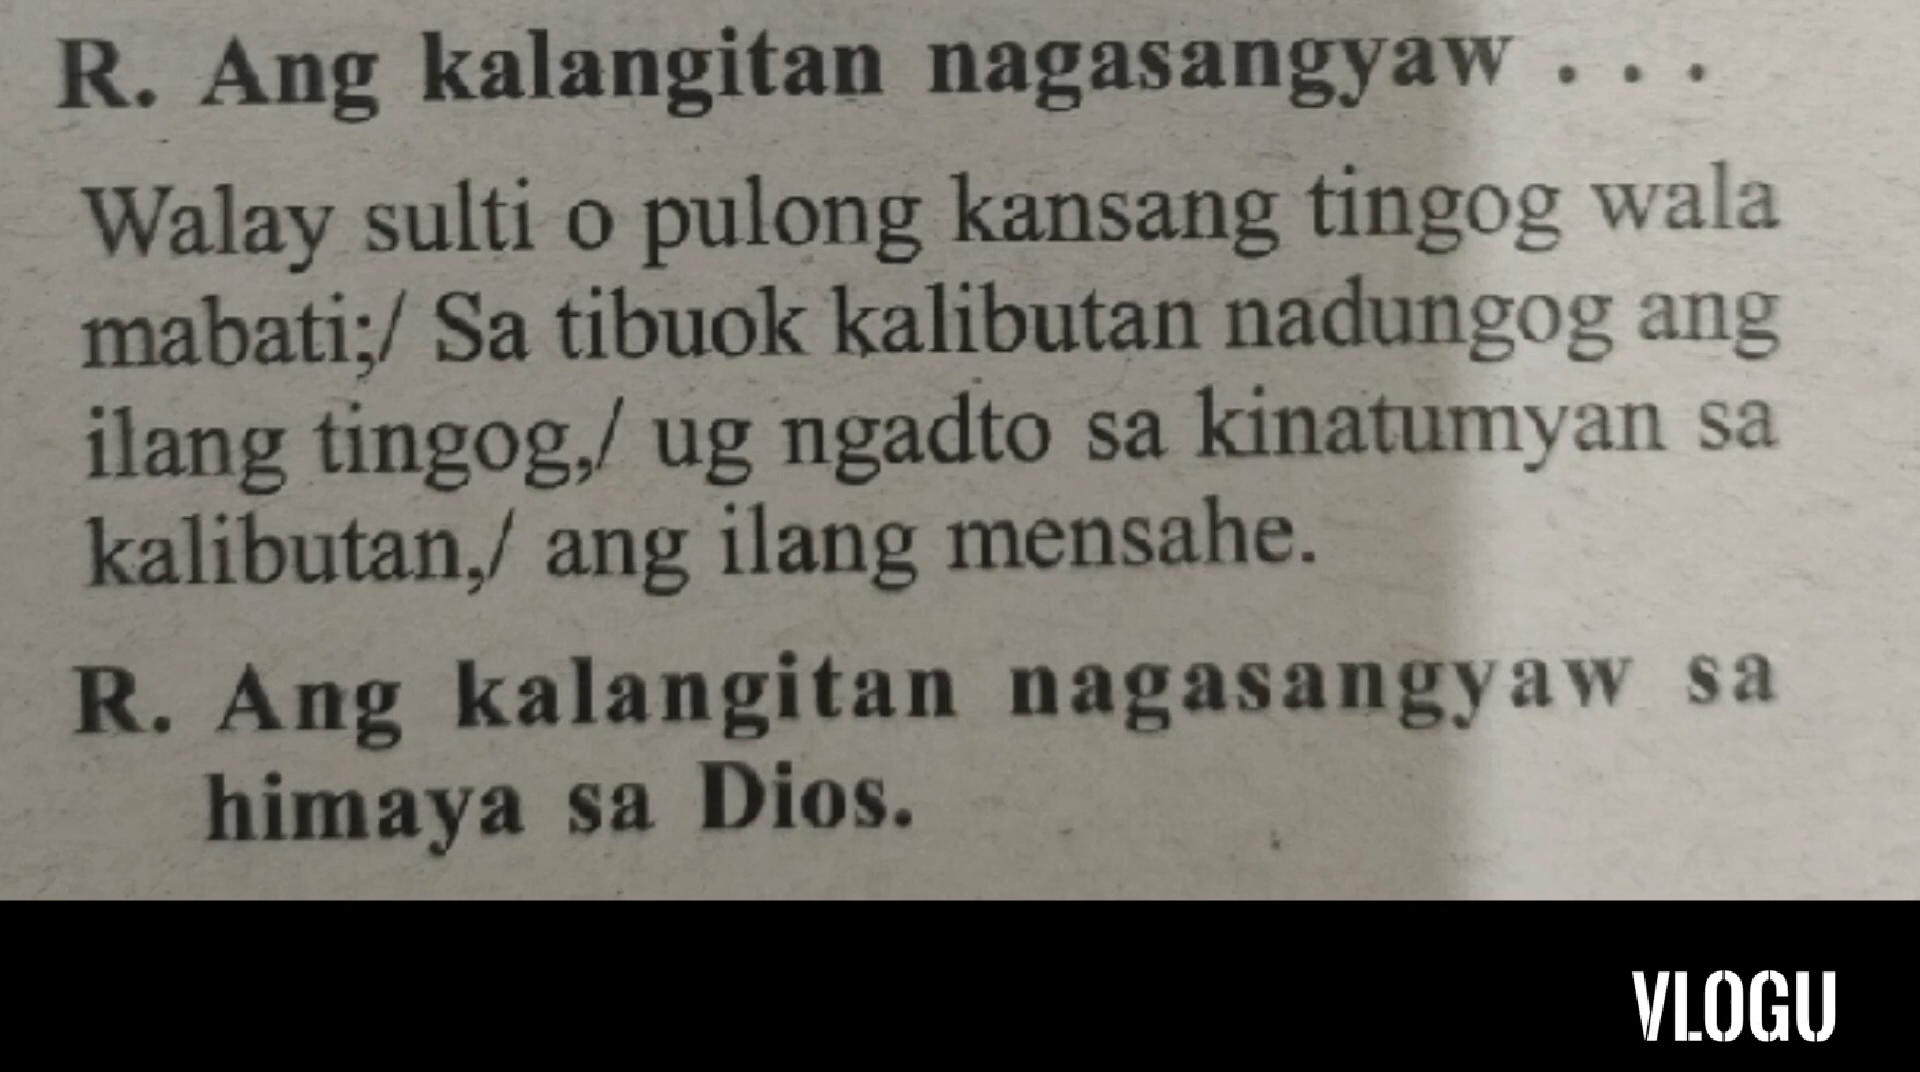 R. Ang kalangitan nagasangyaw . . .
Walay sulti o pulong kansang tingog wala
mabati;/ Sa tibuok kalibutan nadungog ang
ilang tingog,/ ug ngadto sa kinatumyan sa
kalibutan,/ ang ilang mensahe.
R. Ang kalangitan nagasangyaw sa
himaya sa Dios.
VLOGU